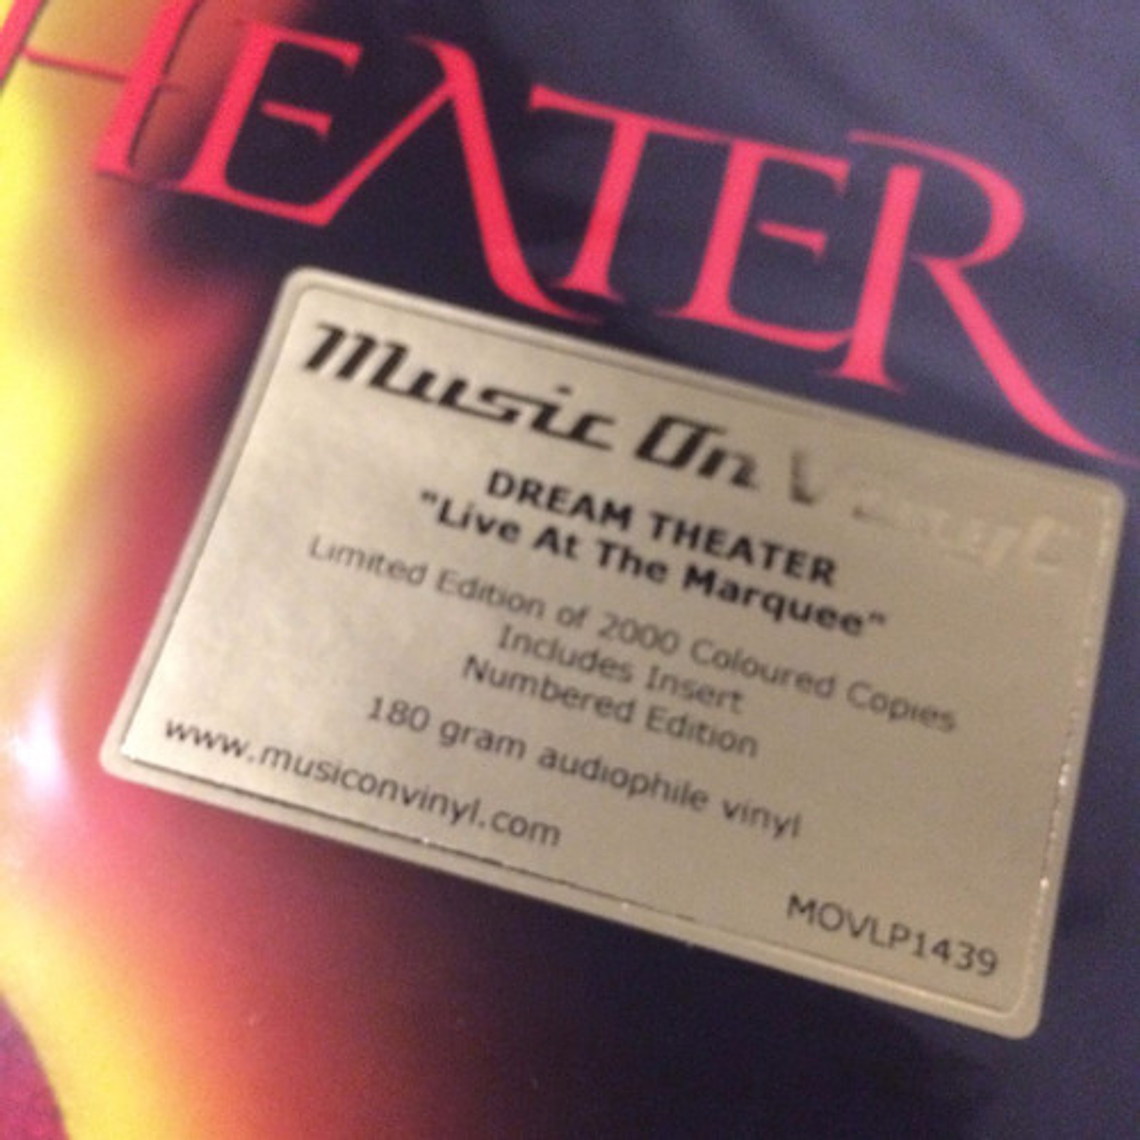 HEATER
Music On Vinyl
DREAM THEATER
"Live At The Marquee"
Limited Edition of 2000 Coloured Copies
Includes Insert
Numbered Edition
180 gram audiophile vinyl
www.musiconvinyl.com
MOVLP1439